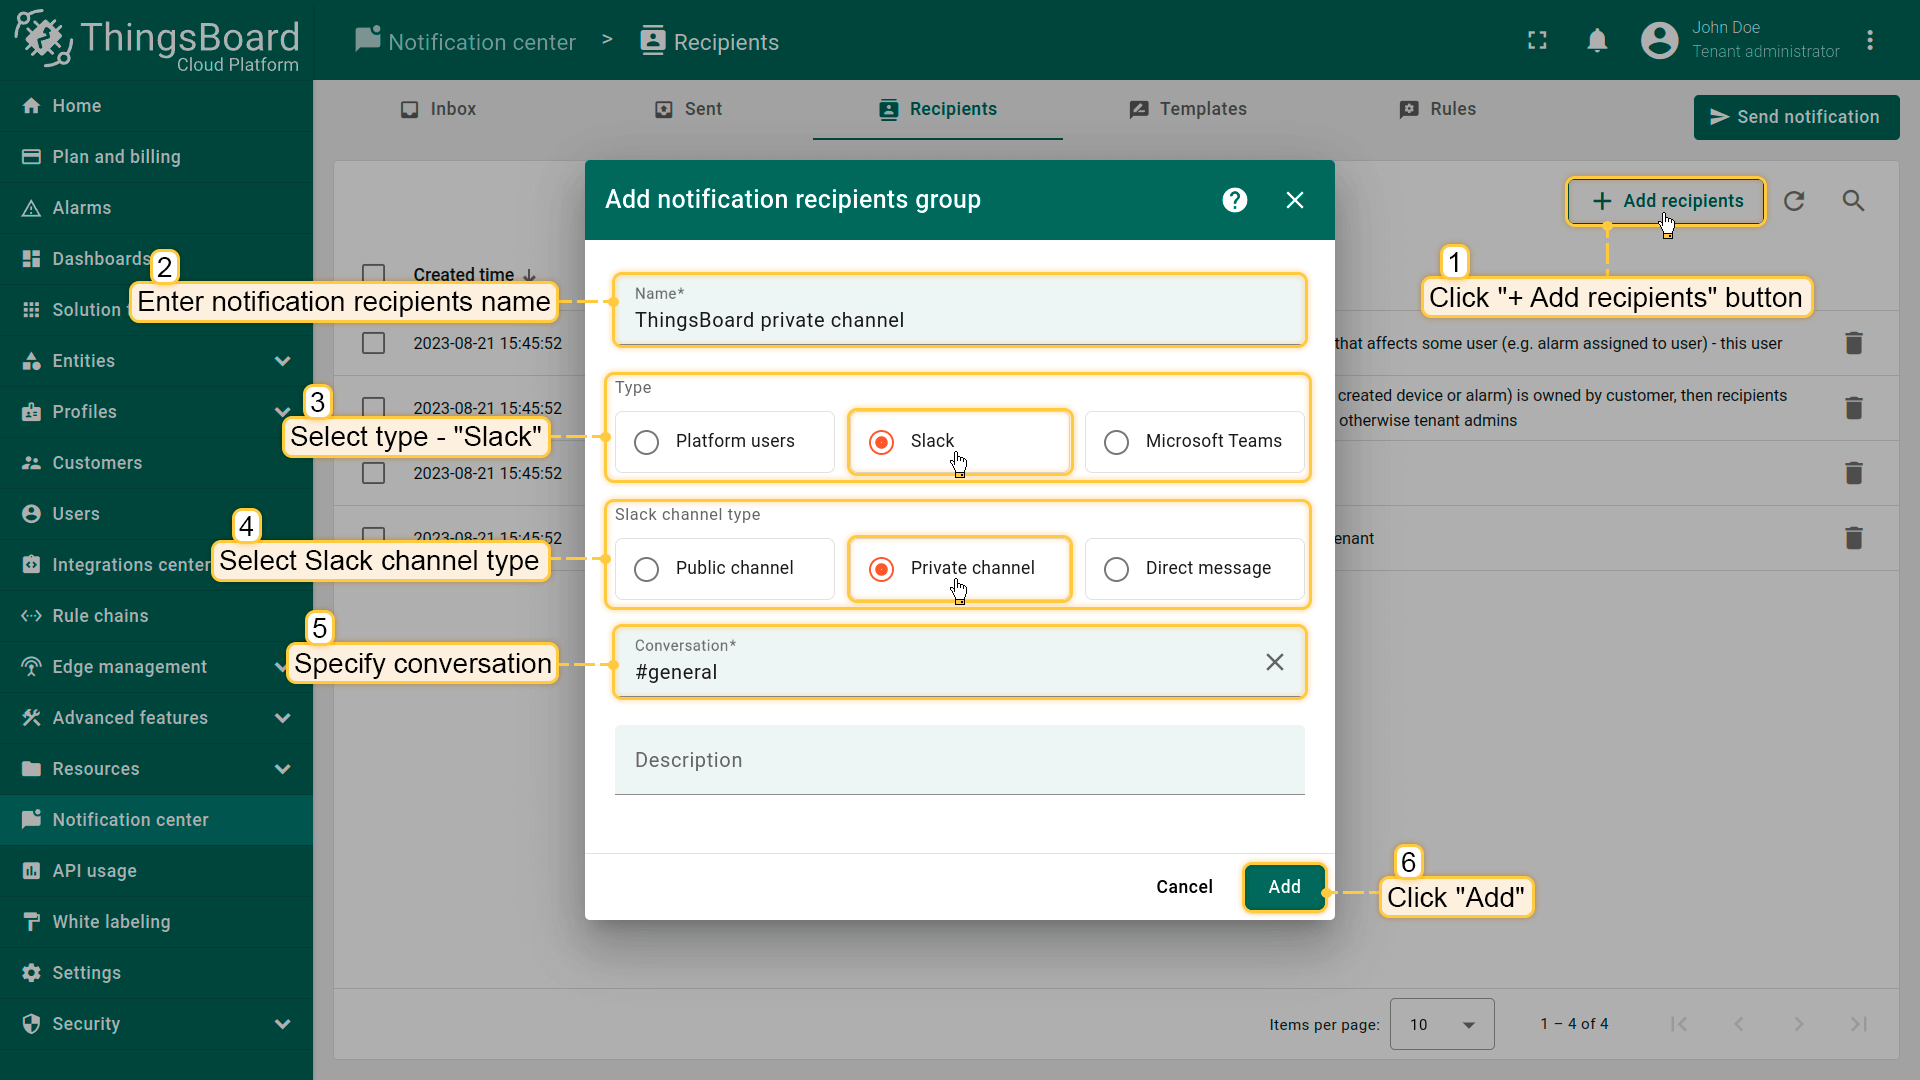 ThingsBoard
Cloud Platform
Notification center > Recipients
John Doe
Tenant administrator
Home
Plan and billing
Alarms
Dashboards
Solution
Entities
Profiles
Customers
Users
Integrations center
Rule chains
Edge management
Advanced features
Resources
Notification center
API usage
White labeling
Settings
Security
Inbox
Sent
Recipients
Templates
Rules
Send notification
+ Add recipients
1
Click "+ Add recipients" button
Created time
2023-08-21 15:45:52
that affects some user (e.g. alarm assigned to user) - this user
2023-08-21 15:45:52
created device or alarm) is owned by customer, then recipients
otherwise tenant admins
2023-08-21 15:45:52
2023-08-21 15:45:52
enant
Add notification recipients group
?
2
Enter notification recipients name
Name*
ThingsBoard private channel
3
Select type - "Slack"
Type
Platform users
Slack
Microsoft Teams
4
Select Slack channel type
Slack channel type
Public channel
Private channel
Direct message
5
Specify conversation
Conversation*
#general
Description
Cancel
Add
6
Click "Add"
Items per page:
10
1 – 4 of 4